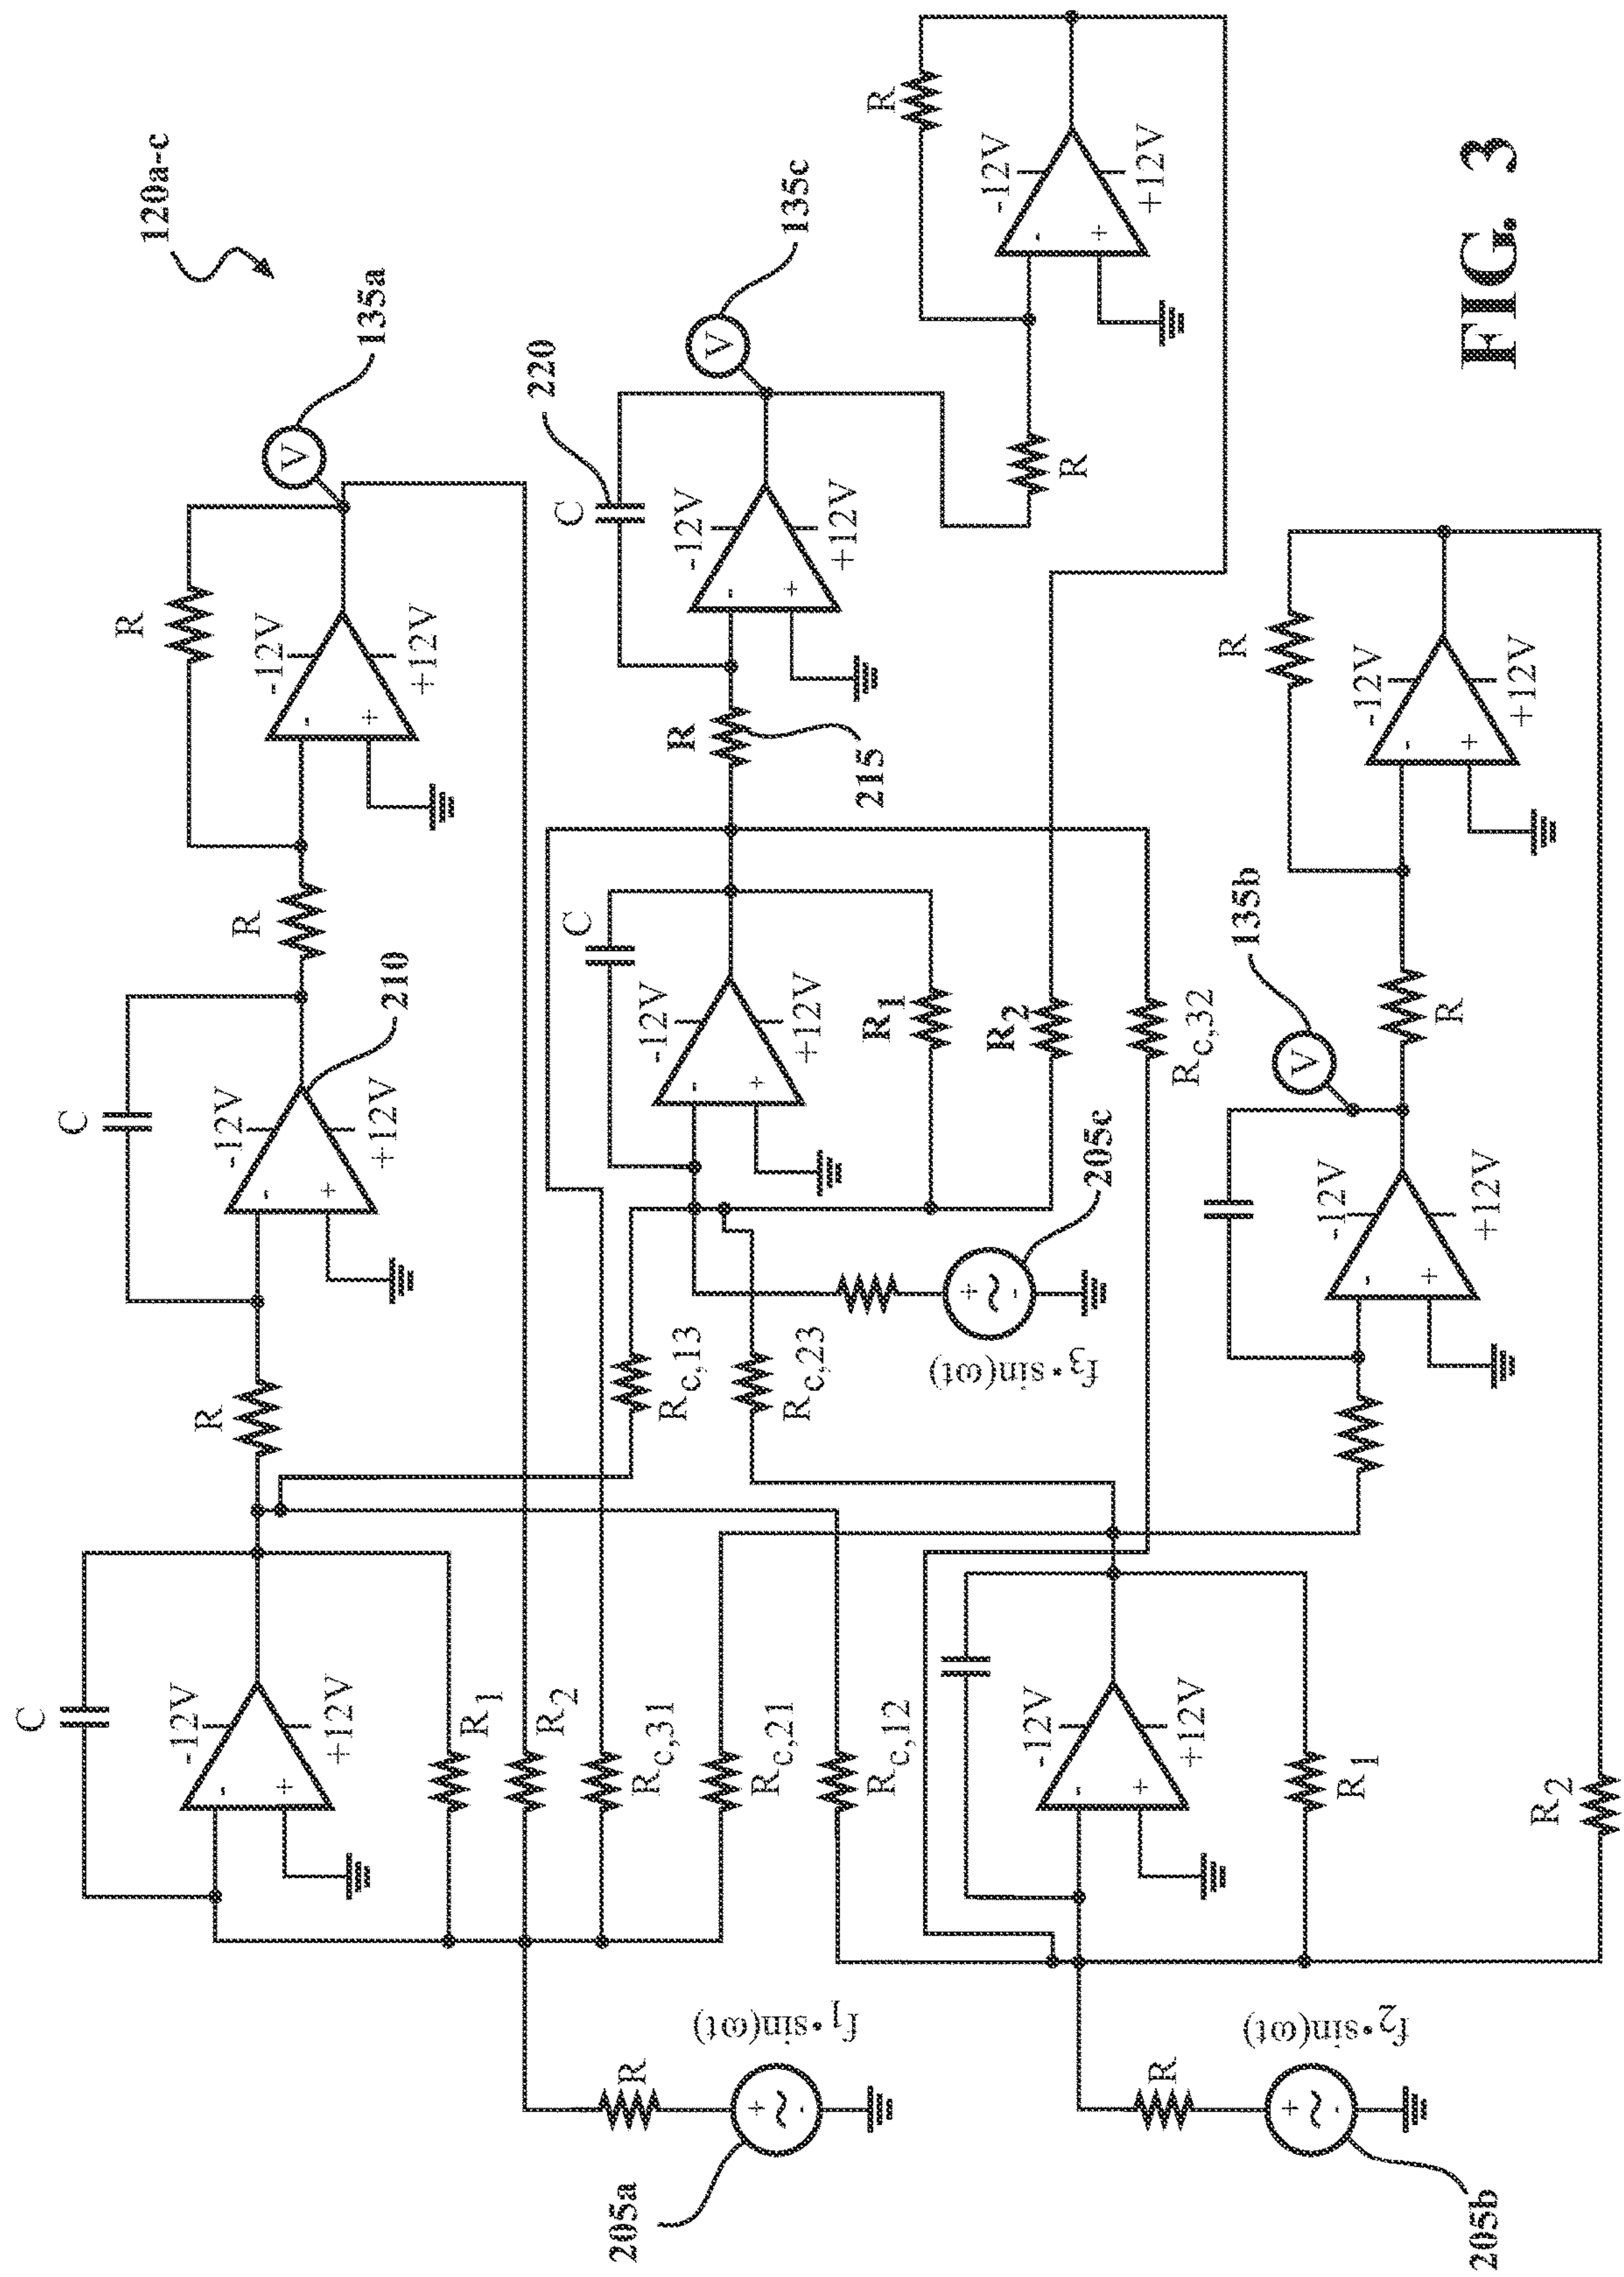 120a-c
135a
R
-12V
+12V
R
210
C
-12V
+12V
R
C
-12V
+12V
R1
R2
Rc,31
Rc,21
Rc,12
R
f1•sin(ωt)
+
~
-
205a
135c
V
220
C
-12V
+12V
R
215
R
R
-12V
+12V
C
-12V
+12V
R1
R2
Rc,32
Rc,13
Rc,23
205c
f3•sin(ωt)
+
~
-
135b
V
R
-12V
+12V
R
-12V
+12V
-12V
+12V
R1
R2
R
f2•sin(ωt)
+
~
-
205b
V
FIG. 3